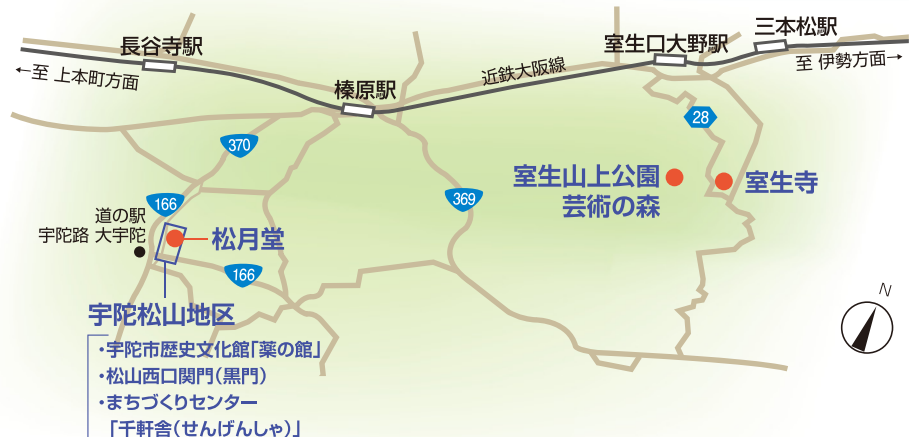 三本松駅
長谷寺駅
室生口大野駅
←至 上本町方面
近鉄大阪線
至 伊勢方面→
榛原駅
28
370
室生山上公園
芸術の森
室生寺
369
166
道の駅
宇陀路 大宇陀
松月堂
166
N
宇陀松山地区
・宇陀市歴史文化館「薬の館」
・松山西口関門（黒門）
・まちづくりセンター
「千軒舎（せんげんしゃ）」